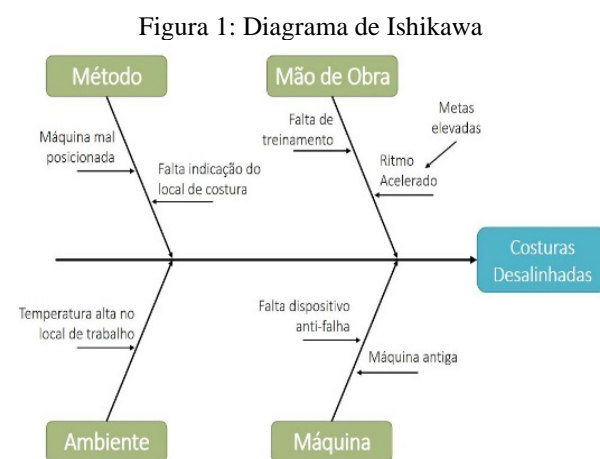 Figura 1: Diagrama de Ishikawa
Método
Mão de Obra
Máquina mal
posicionada
Falta indicação do
local de costura
Falta de
treinamento
Metas
elevadas
Ritmo
Acelerado
Costuras
Desalinhadas
Temperatura alta no
local de trabalho
Falta dispositivo
anti-falha
Máquina antiga
Ambiente
Máquina